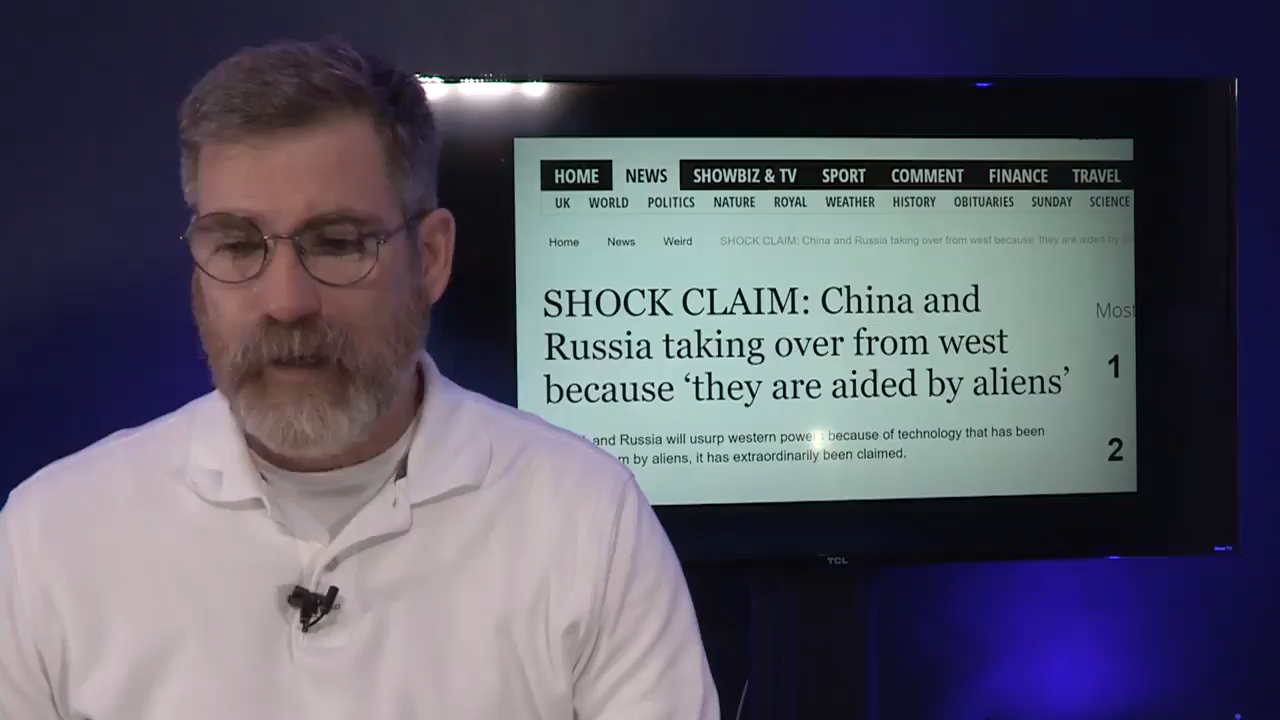 HOME NEWS SHOWBIZ & TV SPORT COMMENT FINANCE TRAVEL
UK WORLD POLITICS NATURE ROYAL WEATHER HISTORY OBITUARIES SUNDAY SCIENCE
Home News Weird SHOCK CLAIM: China and Russia taking over from west because 'they are aided by
SHOCK CLAIM: China and
Russia taking over from west
because ‘they are aided by aliens’
Most
1
2
and Russia will usurp western powe because of technology that has been
by aliens, it has extraordinarily been claimed.
TCL